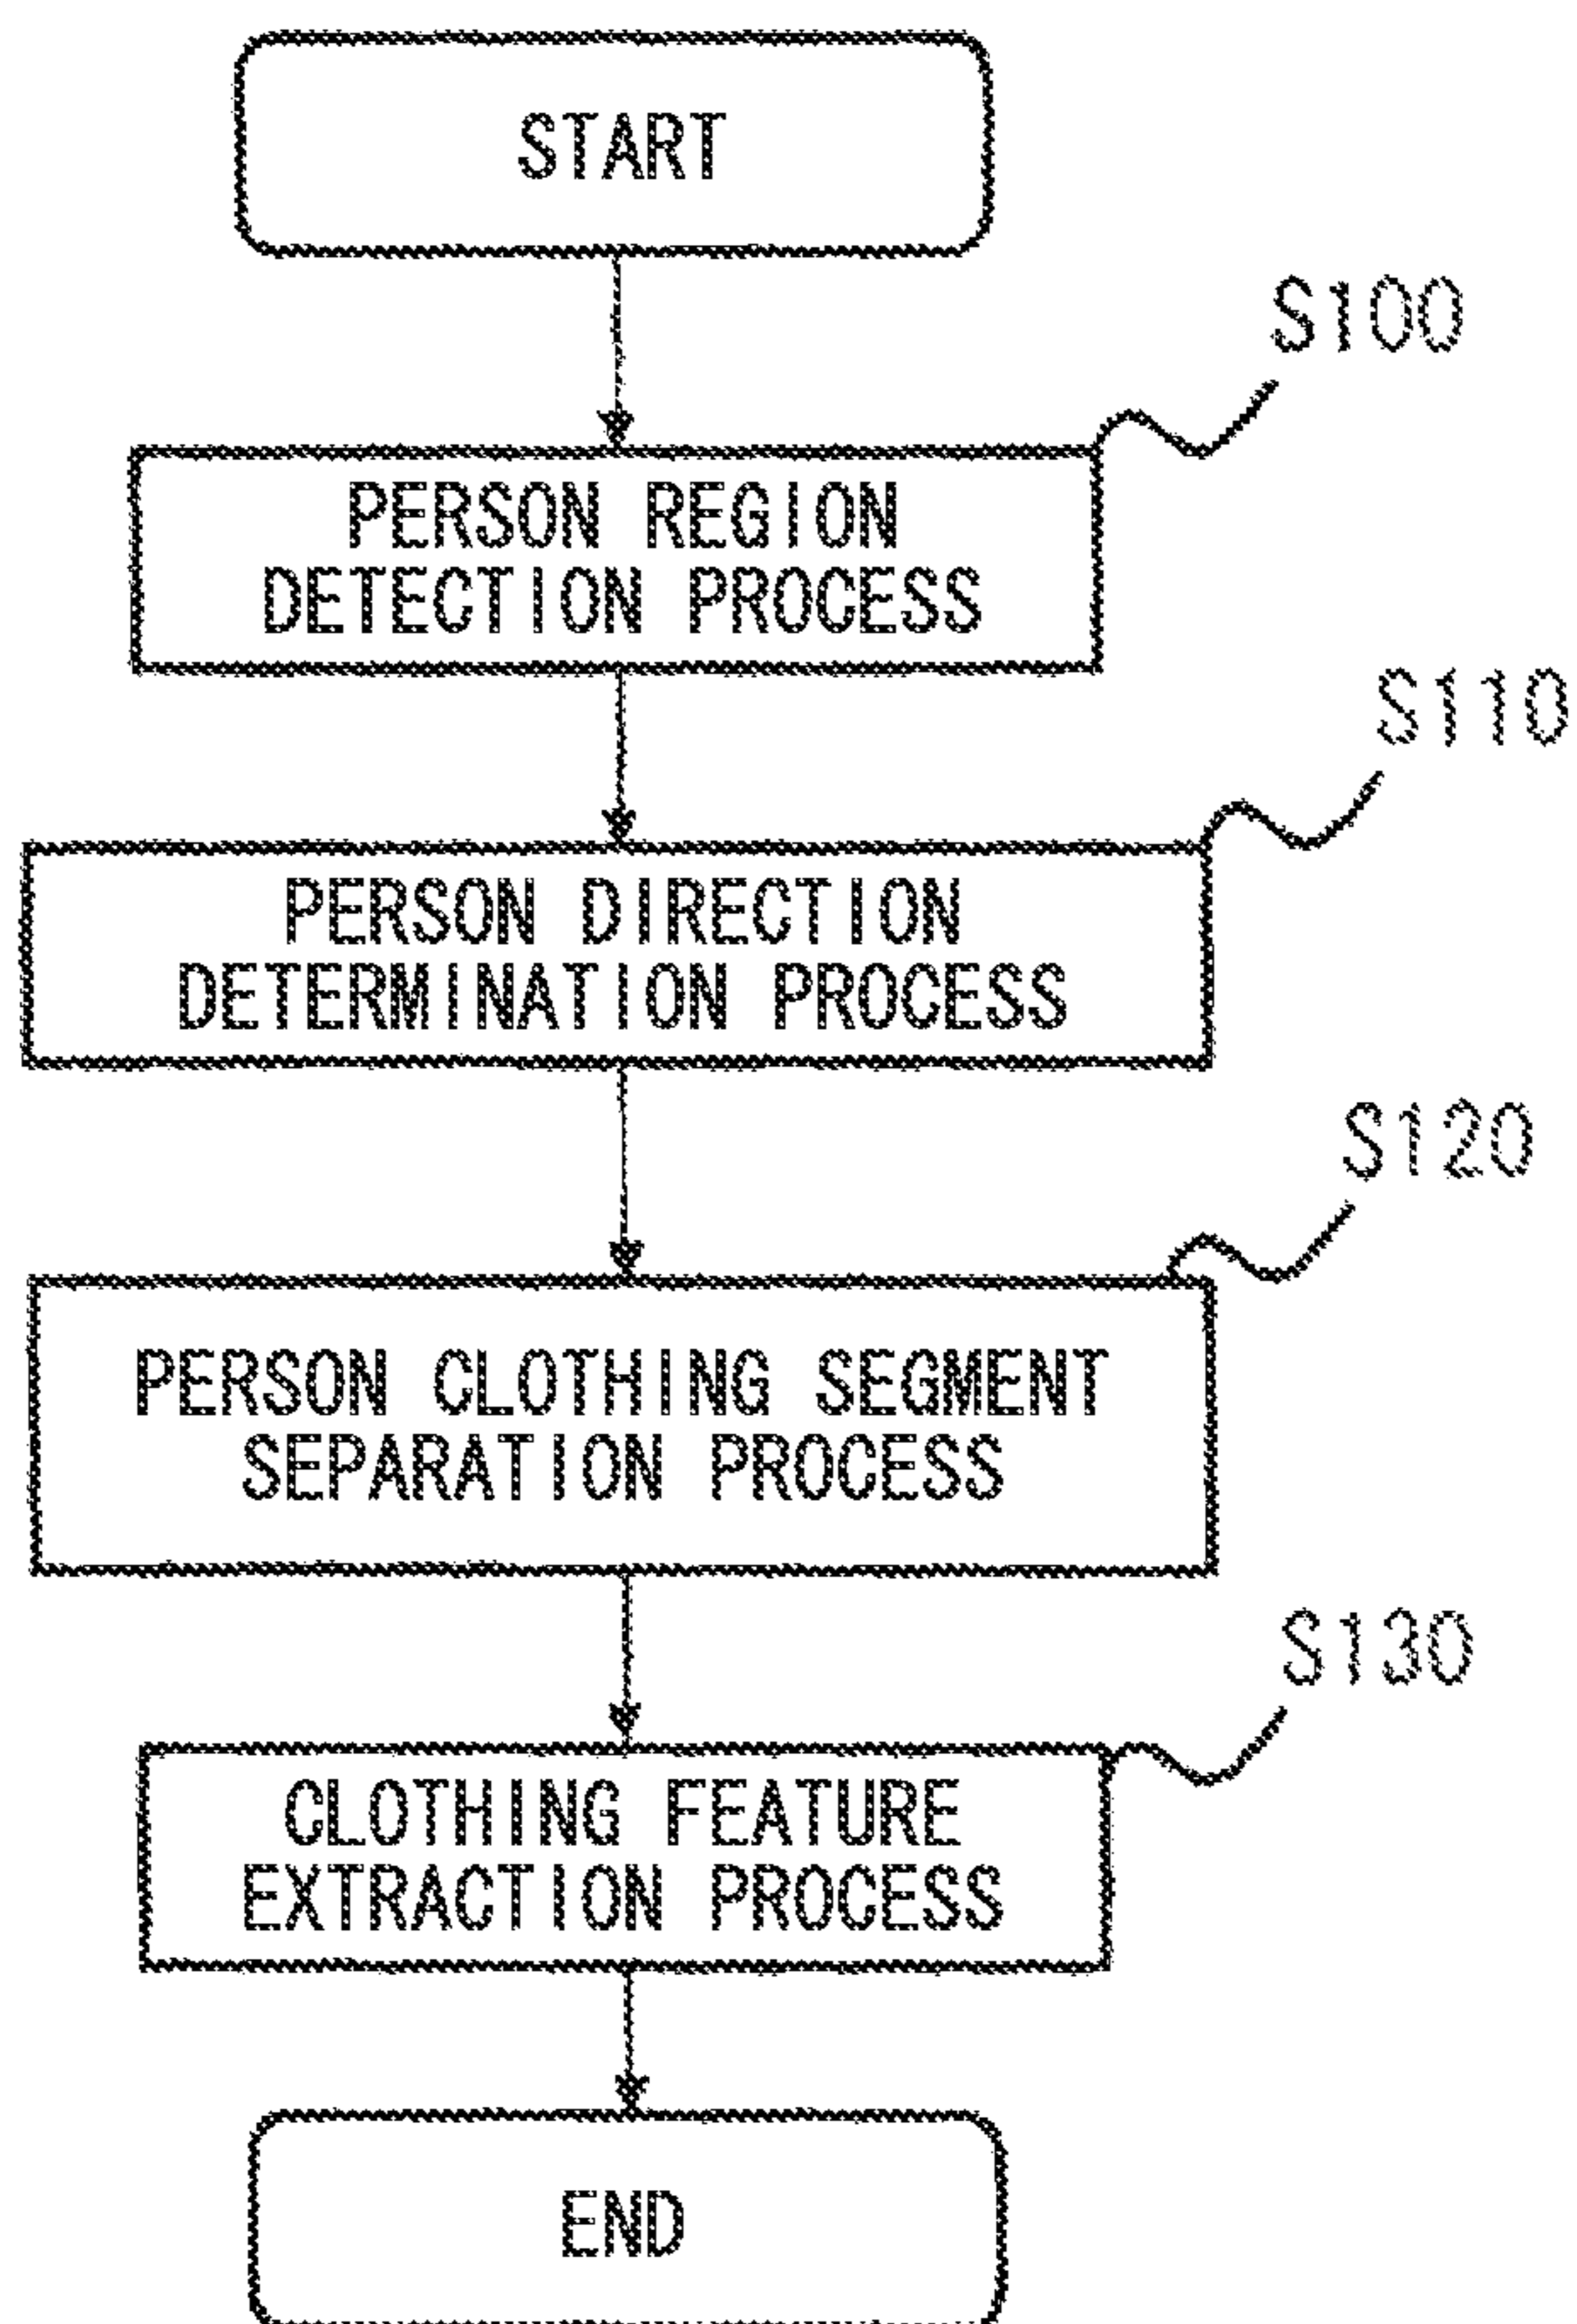 START
S100
PERSON REGION
DETECTION PROCESS
S110
PERSON DIRECTION
DETERMINATION PROCESS
S120
PERSON CLOTHING SEGMENT
SEPARATION PROCESS
S130
CLOTHING FEATURE
EXTRACTION PROCESS
END